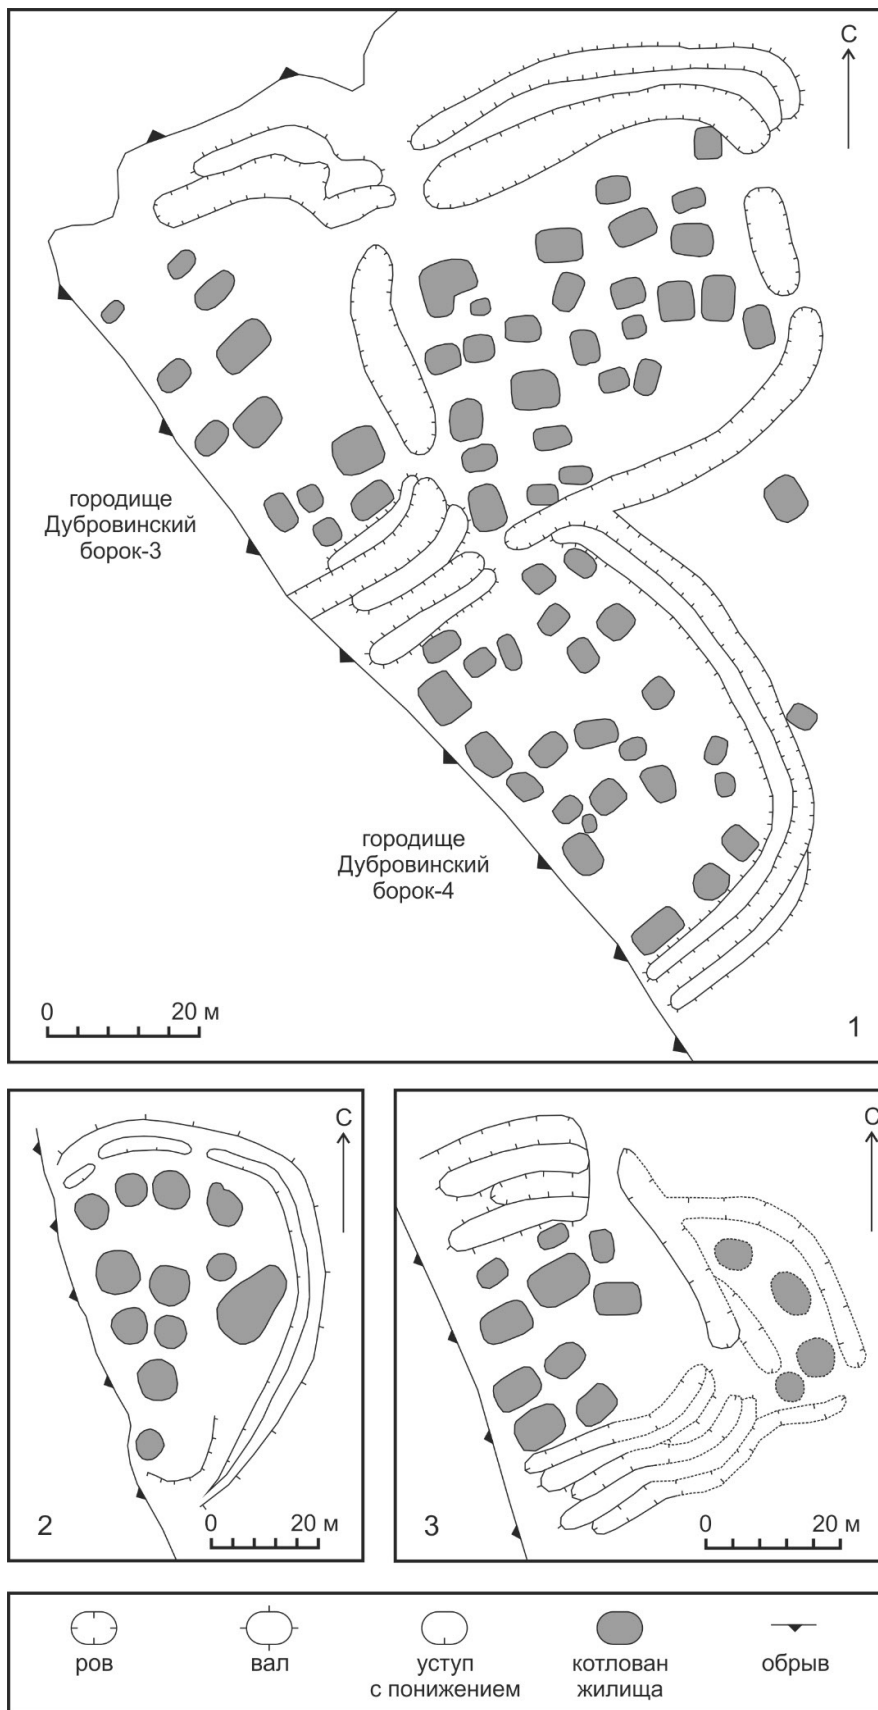 С
городище
Дубровинский
борок-3
городище
Дубровинский
борок-4
0 20 м
1
С
2
0 20 м
С
3
0 20 м
ров
вал
уступ
с понижением
котлован
жилища
обрыв